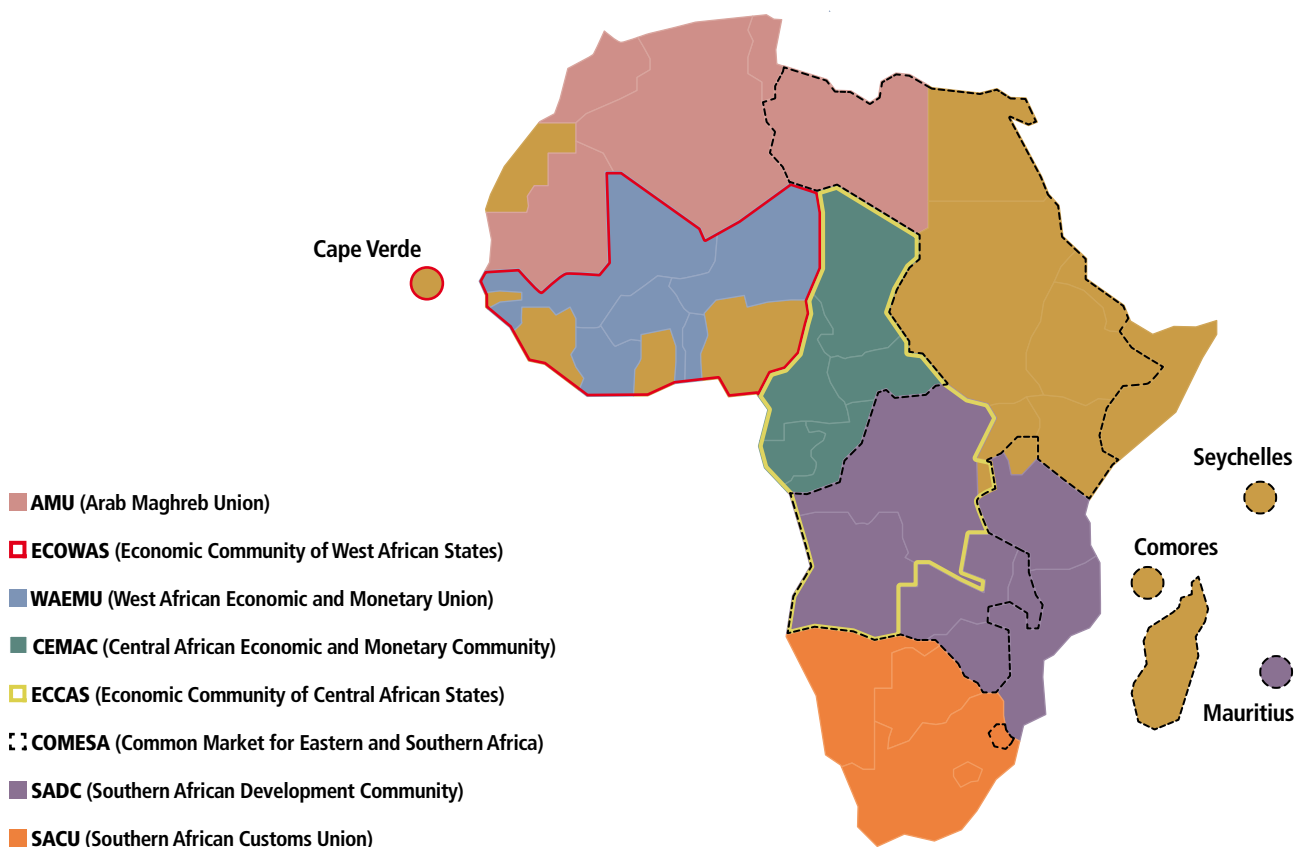 Cape Verde
Seychelles
Comores
Mauritius
AMU (Arab Maghreb Union)
ECOWAS (Economic Community of West African States)
WAEMU (West African Economic and Monetary Union)
CEMAC (Central African Economic and Monetary Community)
ECCAS (Economic Community of Central African States)
COMESA (Common Market for Eastern and Southern Africa)
SADC (Southern African Development Community)
SACU (Southern African Customs Union)